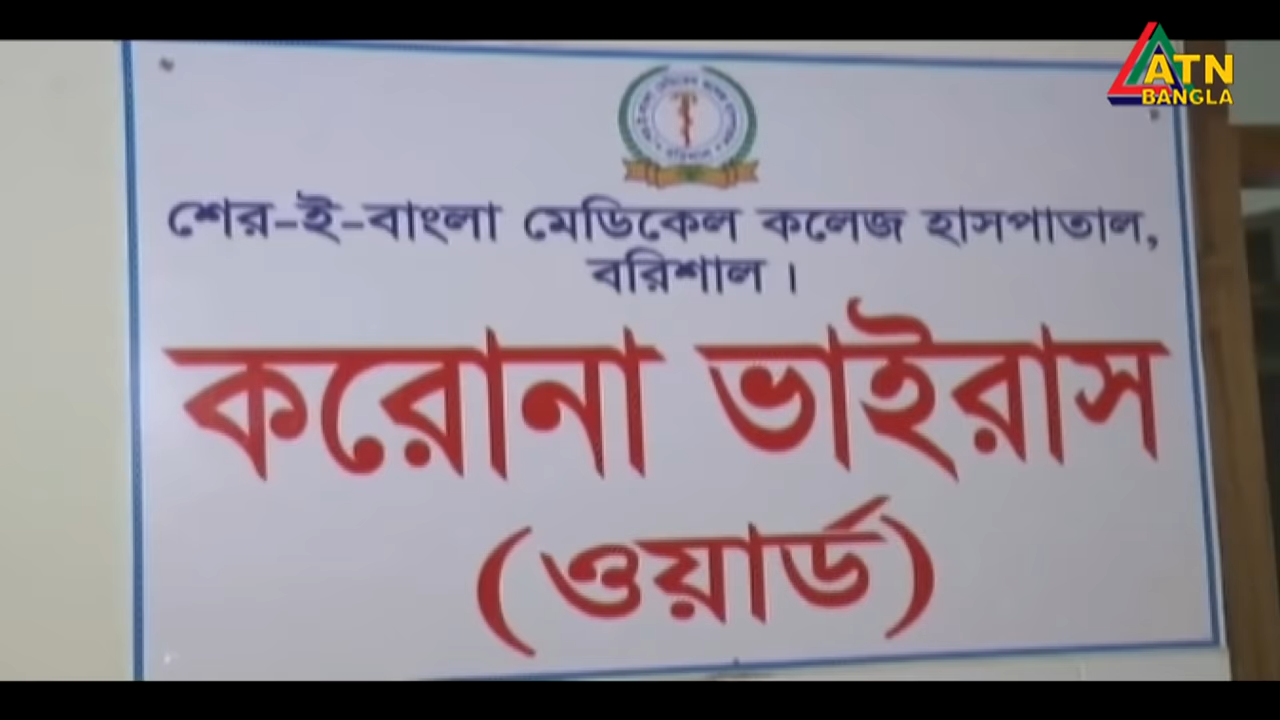 ATN
BANGLA
শের-ই-বাংলা মেডিকেল কলেজ হাসপাতাল,
বরিশাল।
করোনা ভাইরাস
(ওয়ার্ড)